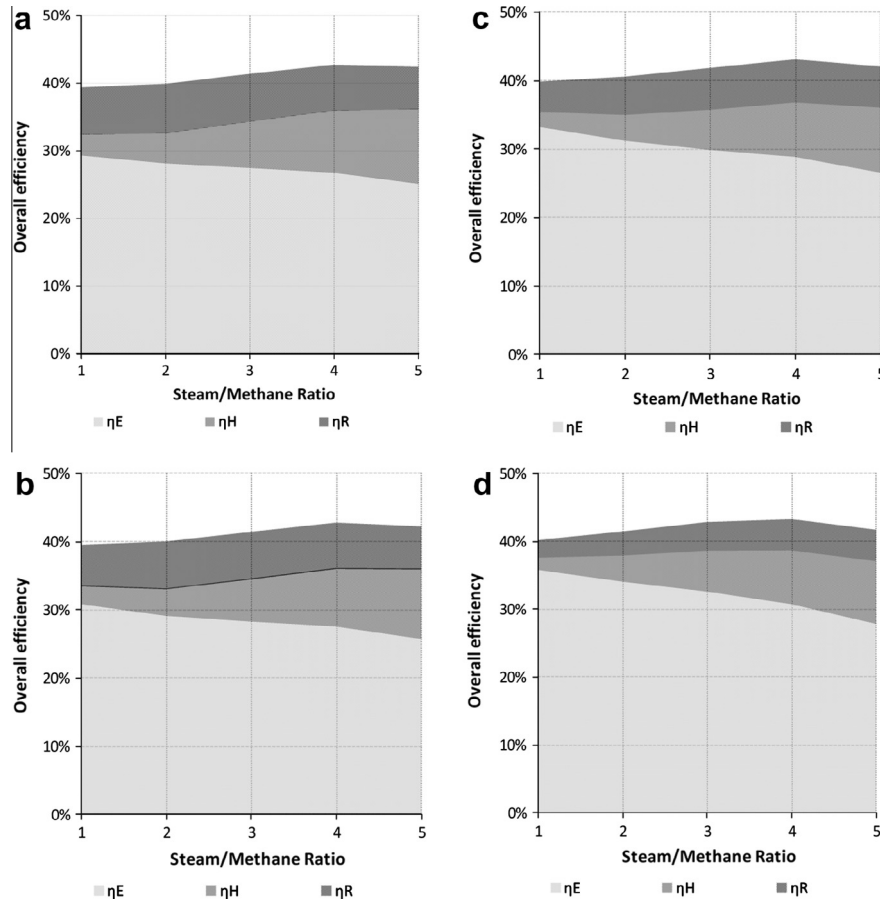 a
50%
40%
30%
20%
10%
0%
Overall efficiency
1 2 3 4 5
Steam/Methane Ratio
ηE ηH ηR
c
50%
40%
30%
20%
10%
0%
Overall efficiency
1 2 3 4 5
Steam/Methane Ratio
ηE ηH ηR
b
50%
40%
30%
20%
10%
0%
Overall efficiency
1 2 3 4 5
Steam/Methane Ratio
ηE ηH ηR
d
50%
40%
30%
20%
10%
0%
Overall efficiency
1 2 3 4 5
Steam/Methane Ratio
ηE ηH ηR